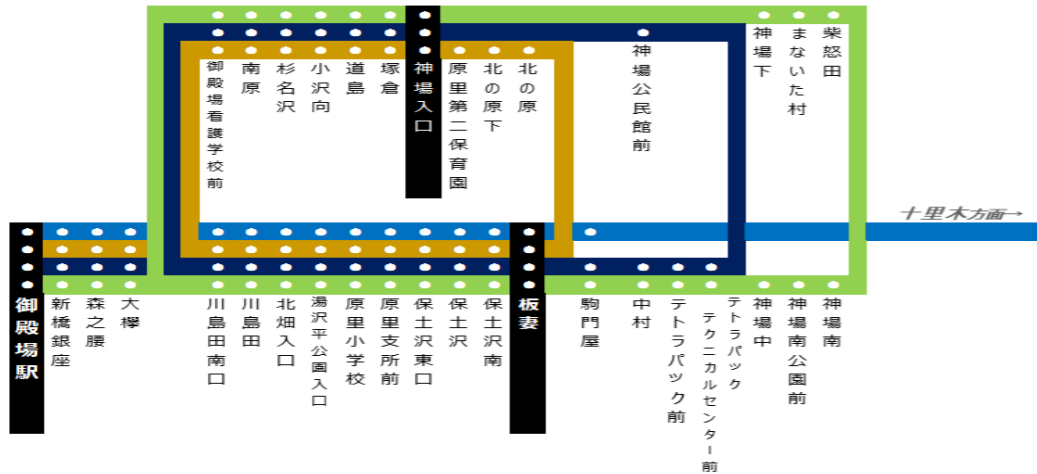 御殿場看護学校前
南原
杉名沢
小沢向
道島
塚倉
神場入口
原里第二保育園
北の原下
北の原
神場公民館前
神場下
まないた村
柴怒田
十里木方面→
御殿場駅
新橋銀座
森之腰
大欅
川島田南口
川島田
北畑入口
湯沢平公園入口
原里小学校
原里支所前
保土沢東口
保土沢
保土沢南
板妻
駒門屋
中村
テトラパック前
テトラパック
テクニカルセンター前
神場中
神場南公園前
神場南